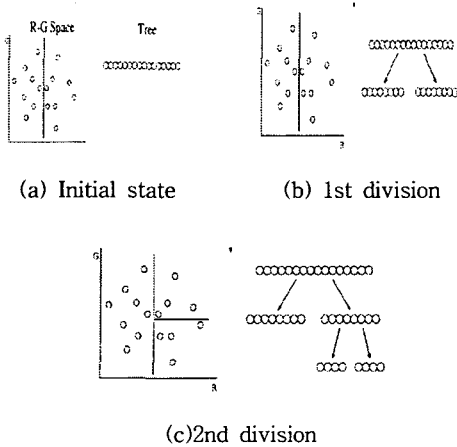 R-G Space Tree
G
(a) Initial state
G
R
(b) 1st division
G
R
(c)2nd division